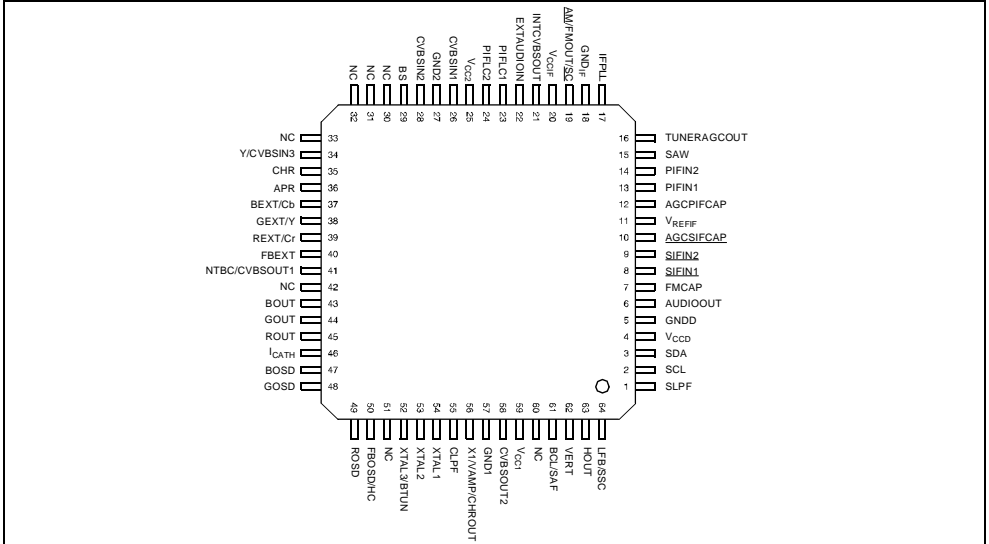 NC 32
NC 31
NC 30
BS 29
CVBSIN2 28
GND2 27
CVBSIN1 26
VCC2 25
PIFLC2 24
PIFLC1 23
EXTAUDIOIN 22
INTCVBSOUT 21
VCCIF 20
AM/FMOUT/SC 19
GNDIF 18
IFPLL 17
NC 33
Y/CVBSIN3 34
CHR 35
APR 36
BEXT/Cb 37
GEXT/Y 38
REXT/Cr 39
FBEXT 40
NTBC/CVBSOUT1 41
NC 42
BOUT 43
GOUT 44
ROUT 45
ICATH 46
BOSD 47
GOSD 48
16 TUNERAGCOUT
15 SAW
14 PIFIN2
13 PIFIN1
12 AGCPIFCAP
11 VREFIF
10 AGCSIFCAP
9 SIFIN2
8 SIFIN1
7 FMCAP
6 AUDIOOUT
5 GNDD
4 VCCD
3 SDA
2 SCL
1 SLPF
49 ROSD
50 FBOSD/HC
51 NC
52 XTAL3/BTUN
53 XTAL2
54 XTAL1
55 CLPF
56 X1/VAMP/CHROUT
57 GND1
58 CVBSOUT2
59 VCC1
60 NC
61 BCL/SAF
62 VERT
63 HOUT
64 LFB/SSC